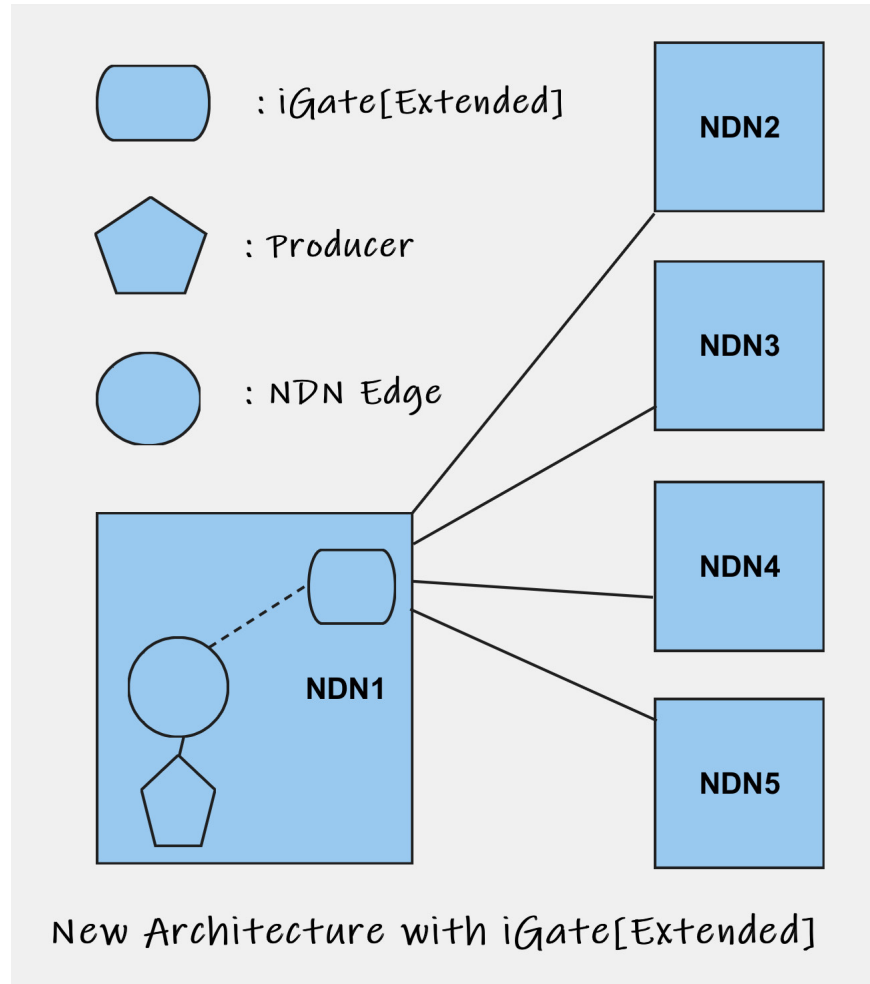 : iGate[Extended]
: Producer
: NDN Edge
NDN2
NDN3
NDN4
NDN1
NDN5
New Architecture with iGate[Extended]